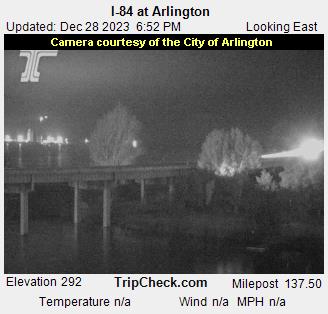 I-84 at Arlington
Updated: Dec 28 2023 6:52 PM Looking East
Camera courtesy of the City of Arlington
Elevation 292 TripCheck.com Milepost 137.50
Temperature n/a Wind n/a MPH n/a